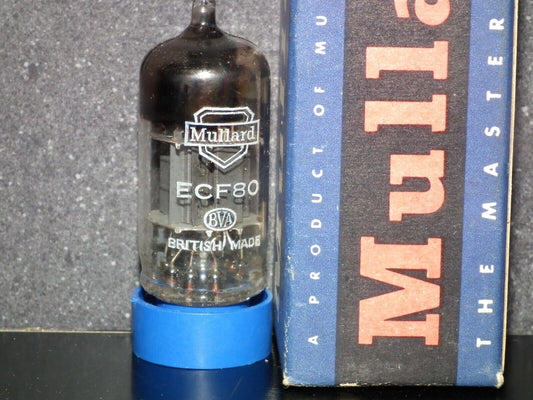 Mullard
ECF80
BVA
BRITISH MADE
A PRODUCT OF MU
Mulla
THE MASTER